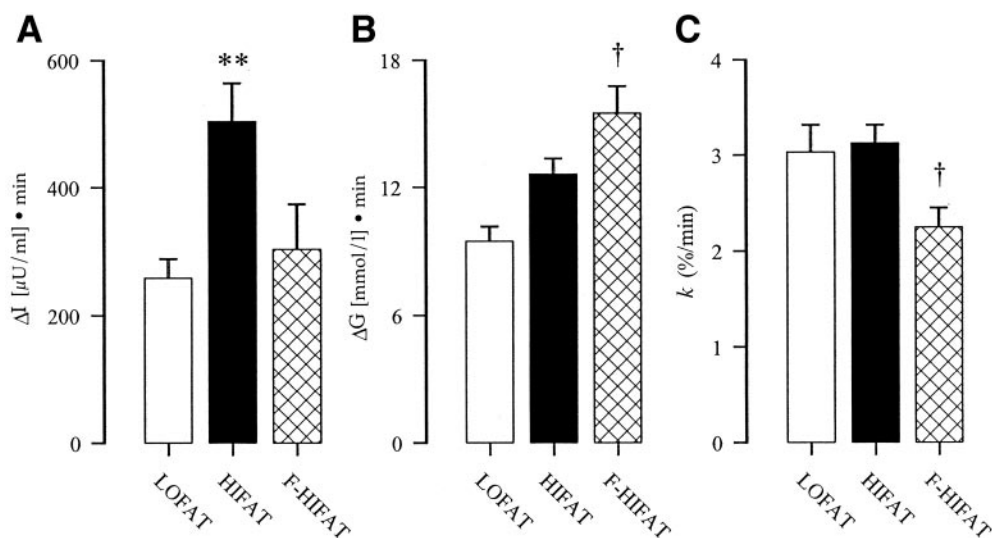 A
ΔI [μU/ml] • min
600
400
200
0
**
LOFAT
HIFAT
F-HIFAT
B
ΔG [mmol/l] • min
18
12
6
0
†
LOFAT
HIFAT
F-HIFAT
C
k (%/min)
4
3
2
1
0
†
LOFAT
HIFAT
F-HIFAT